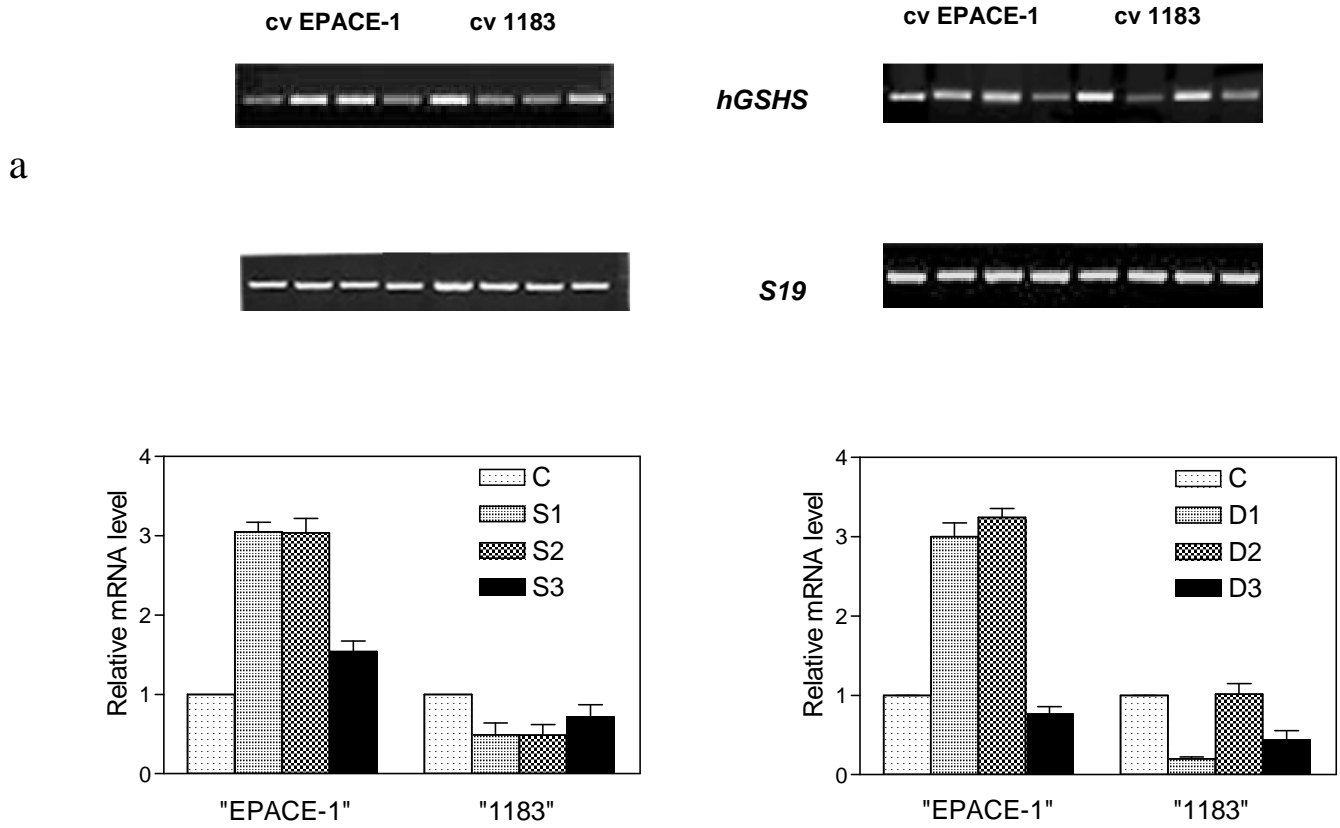 cv EPACE-1 cv 1183
cv EPACE-1 cv 1183
hGSHS
a
S19
Relative mRNA level
4
3
2
1
0
C
S1
S2
S3
"EPACE-1" "1183"
Relative mRNA level
4
3
2
1
0
C
D1
D2
D3
"EPACE-1" "1183"